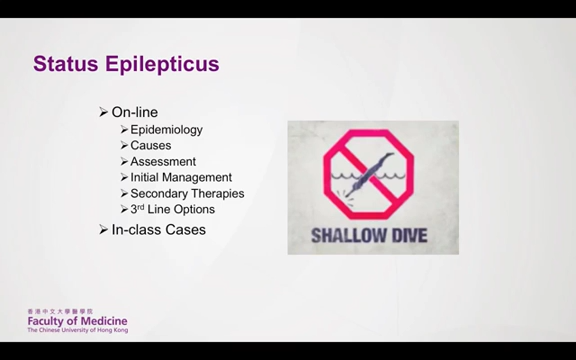 Status Epilepticus
On-line
Epidemiology
Causes
Assessment
Initial Management
Secondary Therapies
3rd Line Options
In-class Cases
SHALLOW DIVE
香港中文大學醫學院
Faculty of Medicine
The Chinese University of Hong Kong